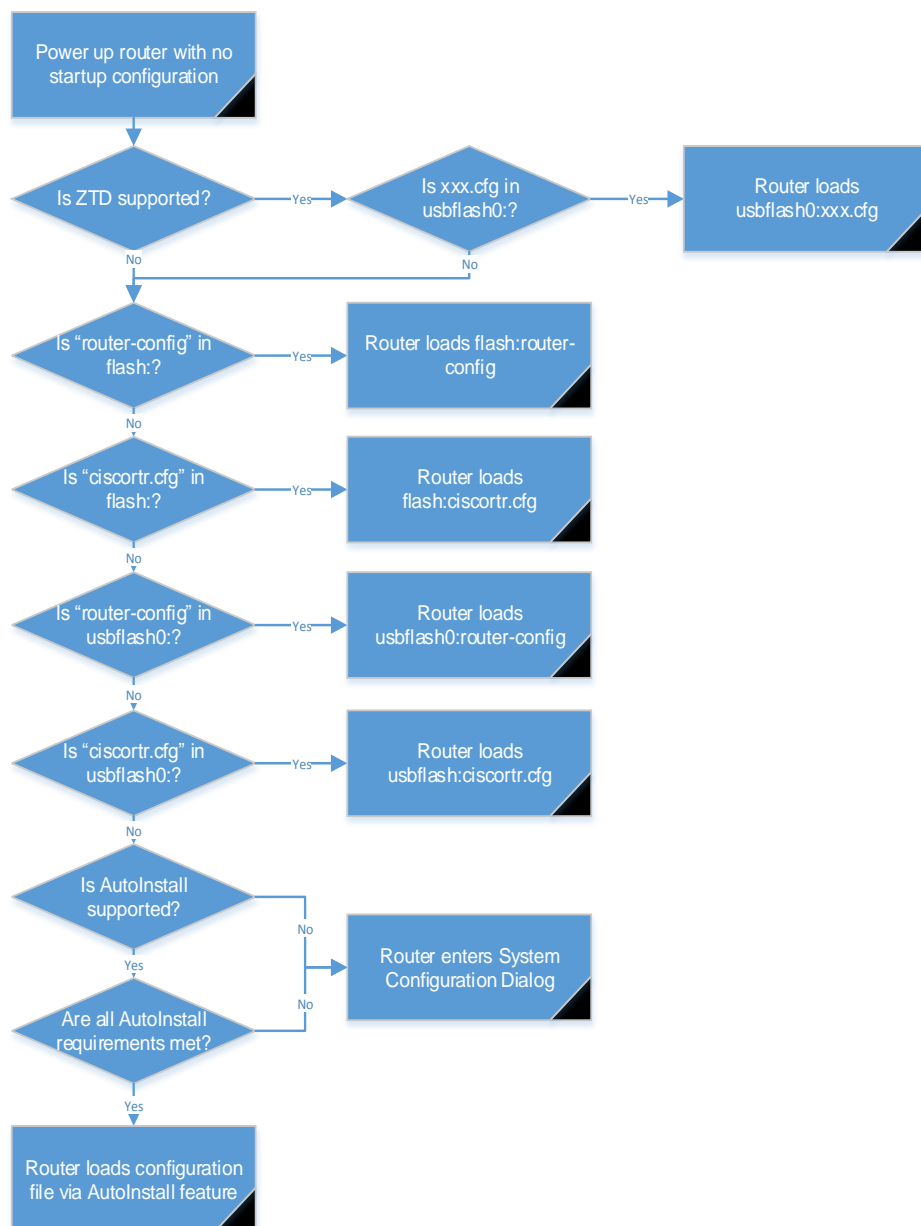 Power up router with no
startup configuration
Is ZTD supported?
Yes
Is xxx.cfg in
usbflash0:?
Yes
Router loads
usbflash0:xxx.cfg
No
No
Is “router-config” in
flash:?
Yes
Router loads flash:router-
config
No
Is “ciscortr.cfg” in
flash:?
Yes
Router loads
flash:ciscortr.cfg
No
Is “router-config” in
usbflash0:?
Yes
Router loads
usbflash0:router-config
No
Is “ciscortr.cfg” in
usbflash0:?
Yes
Router loads
usbflash:ciscortr.cfg
No
Is AutoInstall
supported?
No
Yes
Router enters System
Configuration Dialog
No
Are all AutoInstall
requirements met?
Yes
Router loads configuration
file via AutoInstall feature